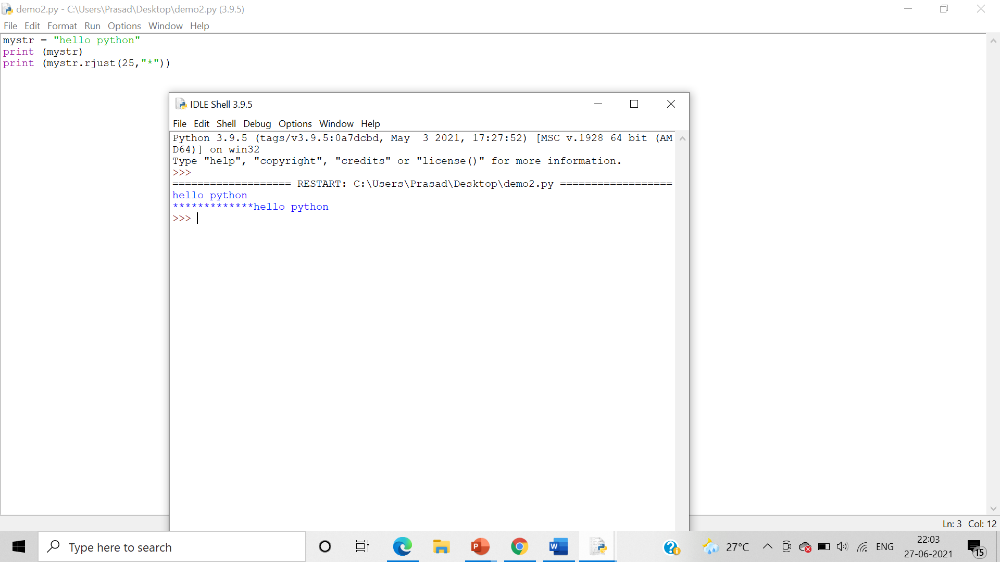 demo2.py - C:\Users\Prasad\Desktop\demo2.py (3.9.5)
File Edit Format Run Options Window Help
mystr = "hello python"
print (mystr)
print (mystr.rjust(25,"*"))
IDLE Shell 3.9.5
File Edit Shell Debug Options Window Help
Python 3.9.5 (tags/v3.9.5:0a7dcbd, May  3 2021, 17:27:52) [MSC v.1928 64 bit (AM
D64)] on win32
Type "help", "copyright", "credits" or "license()" for more information.
>>>
=================== RESTART: C:\Users\Prasad\Desktop\demo2.py ==================
hello python
*************hello python
>>>
Ln: 3 Col: 12
Type here to search
P
W
27°C
ENG
22:03
27-06-2021
15